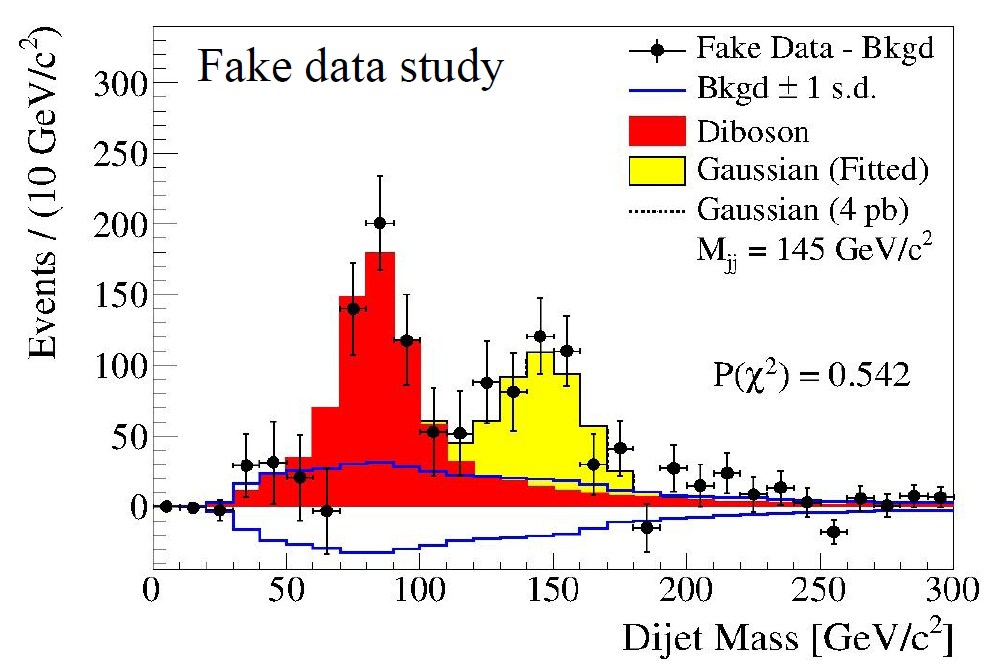 Fake data study
Fake Data - Bkgd
Bkgd ± 1 s.d.
Diboson
Gaussian (Fitted)
Gaussian (4 pb)
M_jj = 145 GeV/c²
P(χ²) = 0.542
Events / (10 GeV/c²)
300
250
200
150
100
50
0
0 50 100 150 200 250 300
Dijet Mass [GeV/c²]